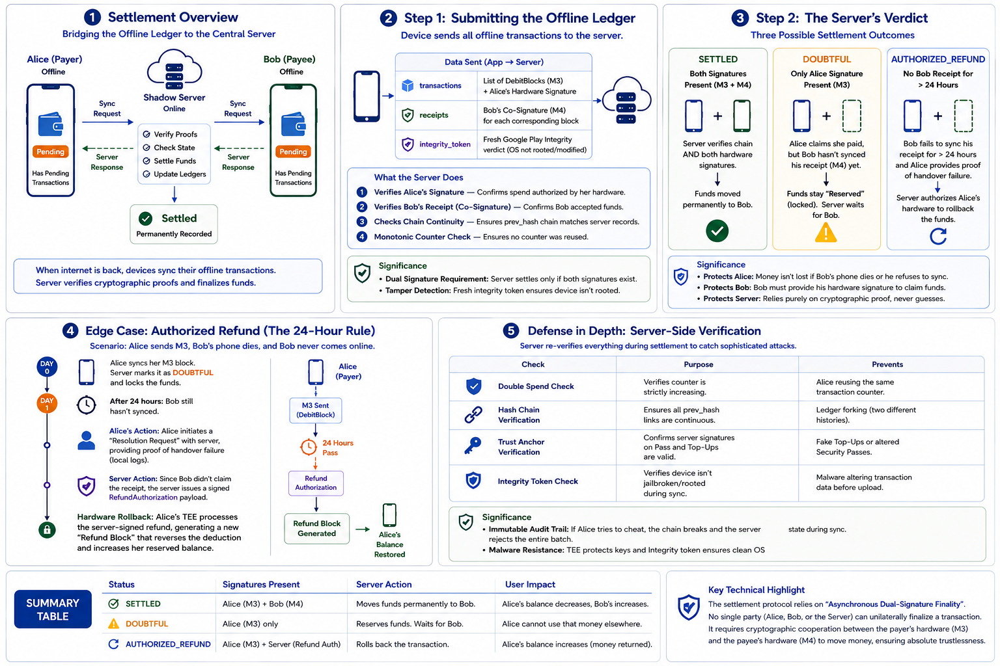 1 Settlement Overview
Bridging the Offline Ledger to the Central Server
Alice (Payer)
Offline
Shadow Server
Online
Bob (Payee)
Offline
Sync
Request
Sync
Request
Pending
Has Pending
Transactions
Server
Response
Verify Proofs
Check State
Settle Funds
Update Ledgers
Server
Response
Pending
Has Pending
Transactions
Settled
Permanently Recorded
When internet is back, devices sync their offline transactions.
Server verifies cryptographic proofs and finalizes funds.
2 Step 1: Submitting the Offline Ledger
Device sends all offline transactions to the server.
Data Sent (App → Server)
transactions
List of DebitBlocks (M3)
+ Alice's Hardware Signature
receipts
Bob's Co-Signature (M4)
for each corresponding block
integrity_token
Fresh Google Play Integrity
verdict (OS not rooted/modified)
What the Server Does
1 Verifies Alice's Signature — Confirms spend authorized by her hardware.
2 Verifies Bob's Receipt (Co-Signature) — Confirms Bob accepted funds.
3 Checks Chain Continuity — Ensures prev_hash chain matches server records.
4 Monotonic Counter Check — Ensures no counter was reused.
Significance
• Dual Signature Requirement: Server settles only if both signatures exist.
• Tamper Detection: Fresh integrity token ensures device isn't rooted.
3 Step 2: The Server's Verdict
Three Possible Settlement Outcomes
SETTLED
Both Signatures
Present (M3 + M4)
+
Server verifies chain
AND both hardware
signatures.
Funds moved
permanently to Bob.
DOUBTFUL
Only Alice Signature
Present (M3)
+
Alice claims she paid,
but Bob hasn't synced
his receipt (M4) yet.
Funds stay “Reserved”
(locked). Server waits
for Bob.
AUTHORIZED_REFUND
No Bob Receipt for
> 24 Hours
+
Bob fails to sync his
receipt for > 24 hours
and Alice provides proof
of handover failure.
Server authorizes Alice's
hardware to rollback
the funds.
Significance
• Protects Alice: Money isn't lost if Bob's phone dies or he refuses to sync.
• Protects Bob: Bob must provide his hardware signature to claim funds.
• Protects Server: Relies purely on cryptographic proof, never guesses.
4 Edge Case: Authorized Refund (The 24-Hour Rule)
Scenario: Alice sends M3, Bob's phone dies, and Bob never comes online.
DAY
0
Alice syncs her M3 block.
Server marks it as DOUBTFUL
and locks the funds.
DAY
1
After 24 hours: Bob still
hasn't synced.
Alice's Action: Alice initiates a
“Resolution Request” with server,
providing proof of handover failure
(local logs).
Server Action: Since Bob didn't claim
the receipt, the server issues a signed
RefundAuthorization payload.
Hardware Rollback: Alice's TEE processes
the server-signed refund, generating a new
“Refund Block” that reverses the deduction
and increases her reserved balance.
Alice
(Payer)
M3 Sent
(DebitBlock)
24 Hours
Pass
Refund
Authorization
Refund Block
Generated
Alice's
Balance
Restored
5 Defense in Depth: Server-Side Verification
Server re-verifies everything during settlement to catch sophisticated attacks.
Check Purpose Prevents
Double Spend Check
Verifies counter is
strictly increasing.
Alice reusing the same
transaction counter.
Hash Chain
Verification
Ensures all prev_hash
links are continuous.
Ledger forking (two different
histories).
Trust Anchor
Verification
Confirms server signatures
on Pass and Top-Ups
are valid.
Fake Top-Ups or altered
Security Passes.
Integrity Token Check
Verifies device isn't
jailbroken/rooted
during sync.
Malware altering transaction
data before upload.
Significance
• Immutable Audit Trail: If Alice tries to cheat, the chain breaks and the server state during sync.
rejects the entire batch.
• Malware Resistance: TEE protects keys and Integrity token ensures clean OS
SUMMARY
TABLE
Status Signatures Present Server Action User Impact
SETTLED Alice (M3) + Bob (M4) Moves funds permanently to Bob. Alice's balance decreases, Bob's increases.
DOUBTFUL Alice (M3) only Reserves funds. Waits for Bob. Alice cannot use that money elsewhere.
AUTHORIZED_REFUND Alice (M3) + Server (Refund Auth) Rolls back the transaction. Alice's balance increases (money returned).
Key Technical Highlight
The settlement protocol relies on “Asynchronous Dual-Signature Finality”.
No single party (Alice, Bob, or the Server) can unilaterally finalize a transaction.
It requires cryptographic cooperation between the payer's hardware (M3)
and the payee's hardware (M4) to move money, ensuring absolute trustlessness.